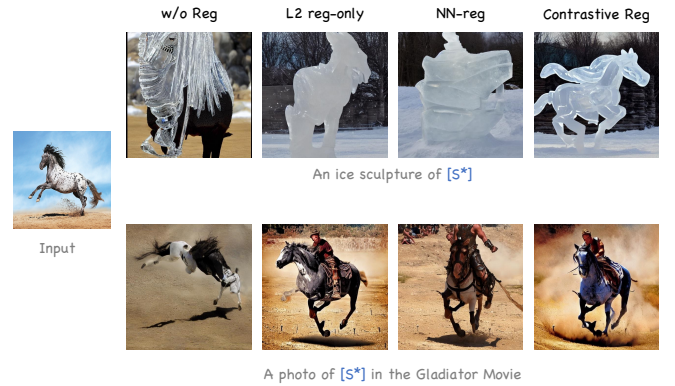 w/o Reg
L2 reg-only
NN-reg
Contrastive Reg
An ice sculpture of [S*]
Input
A photo of [S*] in the Gladiator Movie